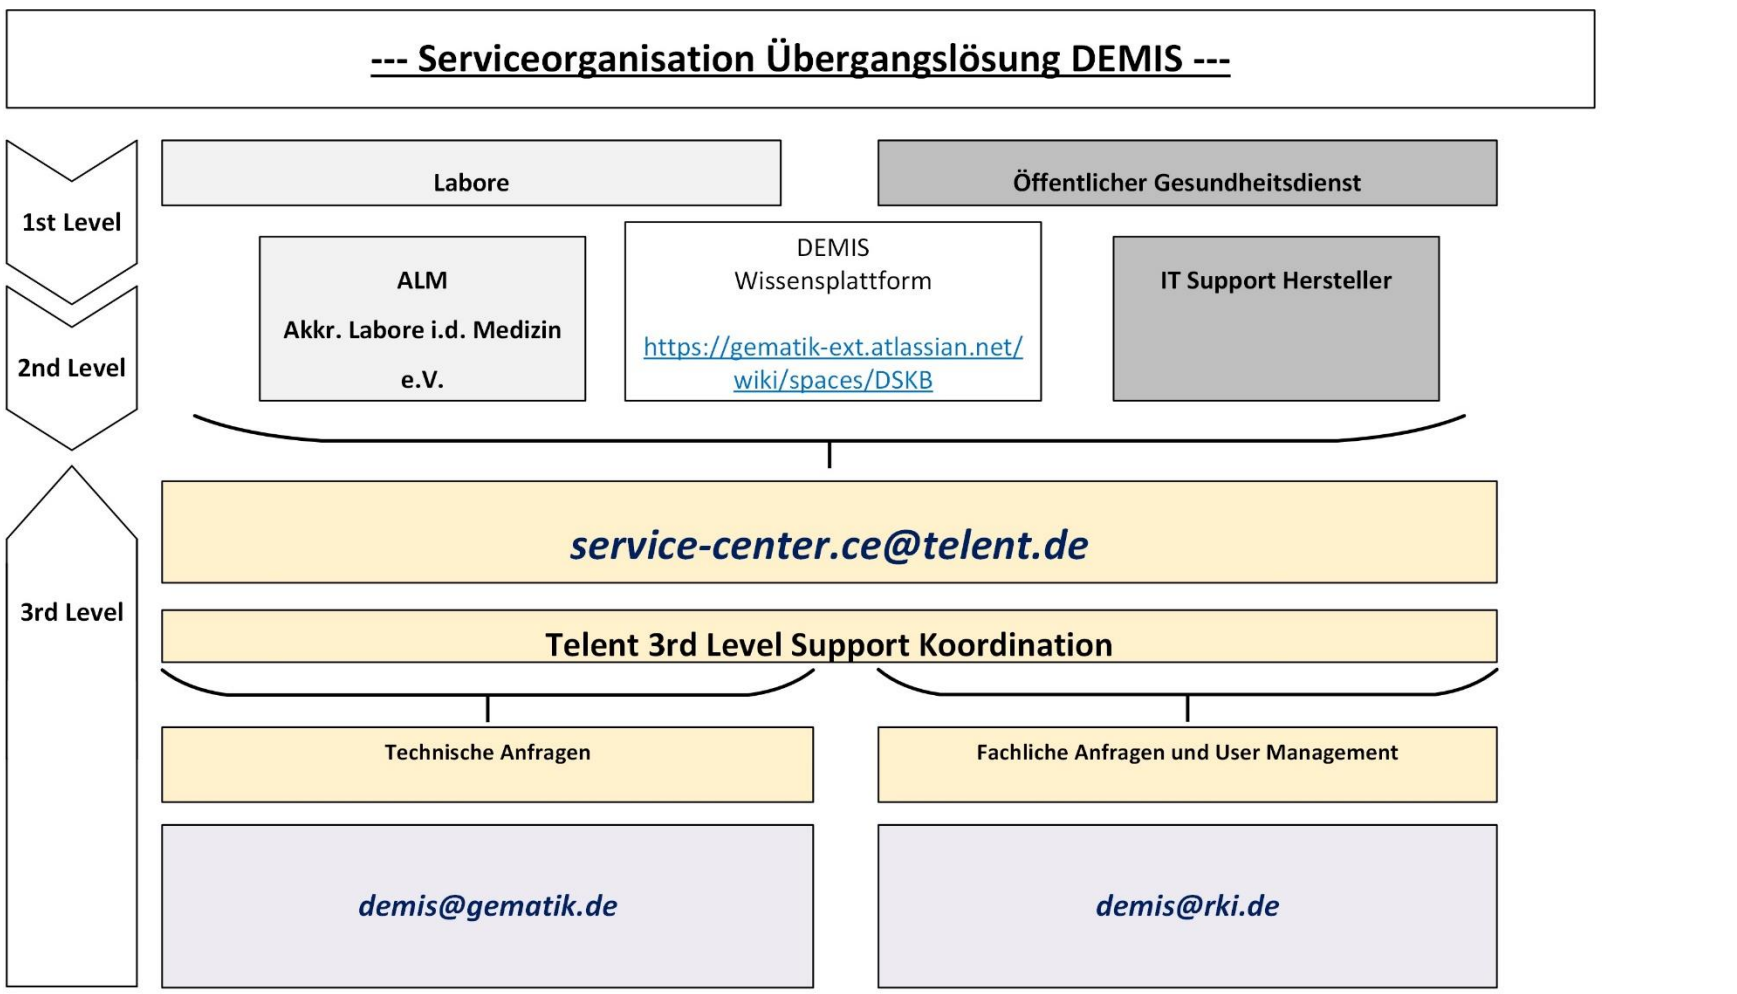 --- Serviceorganisation Übergangslösung DEMIS ---
1st Level
Labore
Öffentlicher Gesundheitsdienst
2nd Level
ALM
Akkr. Labore i.d. Medizin
e.V.
DEMIS
Wissensplattform
https://gematik-ext.atlassian.net/
wiki/spaces/DSKB
IT Support Hersteller
3rd Level
service-center.ce@telent.de
Telent 3rd Level Support Koordination
Technische Anfragen
Fachliche Anfragen und User Management
demis@gematik.de
demis@rki.de